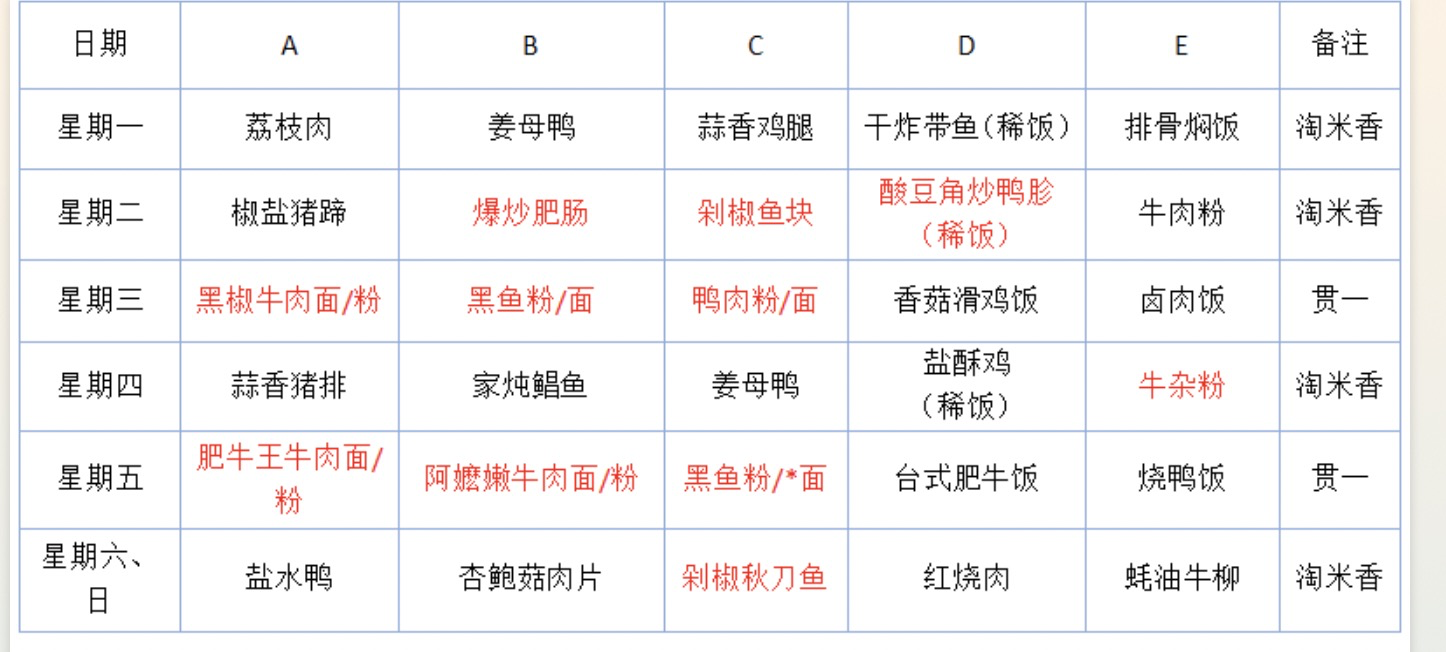 日期 A B C D E 备注
星期一 荔枝肉 姜母鸭 蒜香鸡腿 干炸带鱼(稀饭) 排骨焖饭 淘米香
星期二 椒盐猪蹄 爆炒肥肠 剁椒鱼块 酸豆角炒鸭胗
(稀饭) 牛肉粉 淘米香
星期三 黑椒牛肉面/粉 黑鱼粉/面 鸭肉粉/面 香菇滑鸡饭 卤肉饭 贯一
星期四 蒜香猪排 家炖鲳鱼 姜母鸭 盐酥鸡
(稀饭) 牛杂粉 淘米香
星期五 肥牛王牛肉面/
粉 阿嬷嫩牛肉面/粉 黑鱼粉/*面 台式肥牛饭 烧鸭饭 贯一
星期六、
日 盐水鸭 杏鲍菇肉片 剁椒秋刀鱼 红烧肉 蚝油牛柳 淘米香